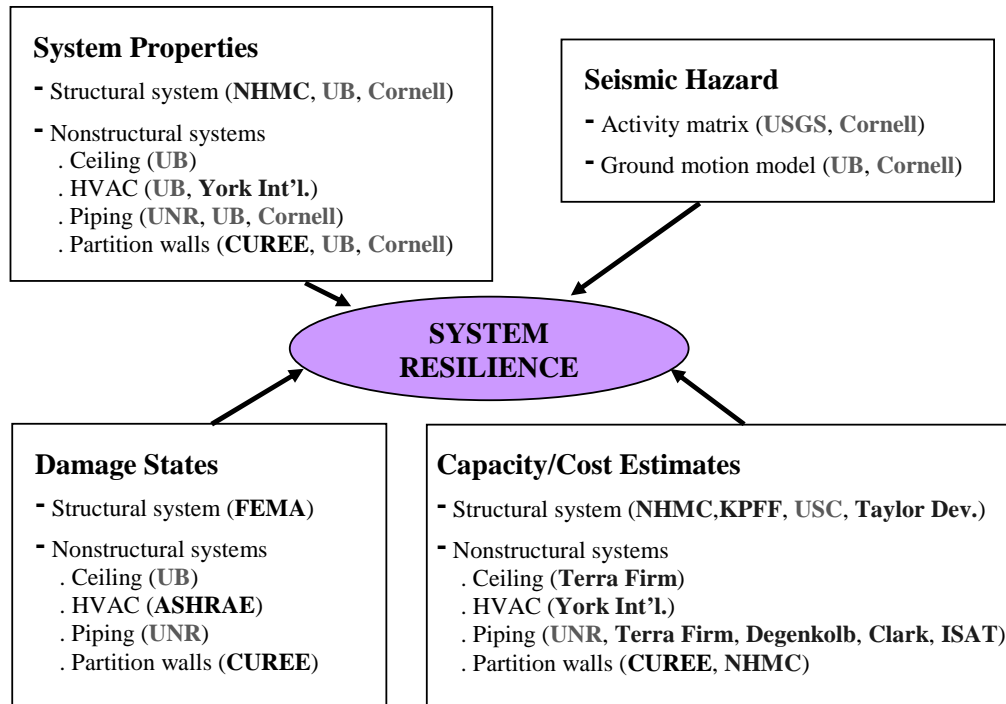 System Properties
- Structural system (NHMC, UB, Cornell)
- Nonstructural systems
. Ceiling (UB)
. HVAC (UB, York Int’l.)
. Piping (UNR, UB, Cornell)
. Partition walls (CUREE, UB, Cornell)
Seismic Hazard
- Activity matrix (USGS, Cornell)
- Ground motion model (UB, Cornell)
SYSTEM
RESILIENCE
Damage States
- Structural system (FEMA)
- Nonstructural systems
. Ceiling (UB)
. HVAC (ASHRAE)
. Piping (UNR)
. Partition walls (CUREE)
Capacity/Cost Estimates
- Structural system (NHMC,KPFF, USC, Taylor Dev.)
- Nonstructural systems
. Ceiling (Terra Firm)
. HVAC (York Int’l.)
. Piping (UNR, Terra Firm, Degenkolb, Clark, ISAT)
. Partition walls (CUREE, NHMC)